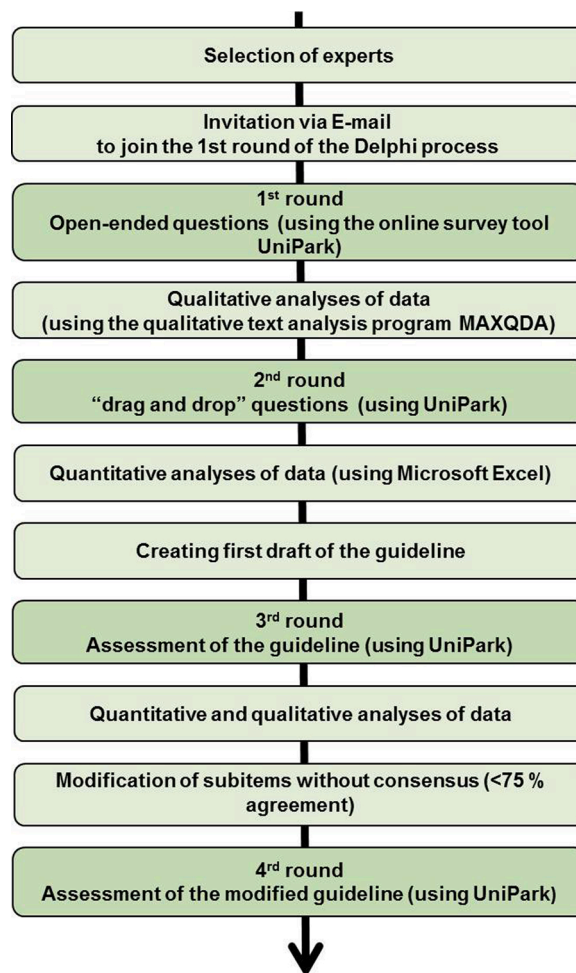 Selection of experts
Invitation via E-mail
to join the 1st round of the Delphi process
1st round
Open-ended questions (using the online survey tool
UniPark)
Qualitative analyses of data
(using the qualitative text analysis program MAXQDA)
2nd round
“drag and drop” questions (using UniPark)
Quantitative analyses of data (using Microsoft Excel)
Creating first draft of the guideline
3rd round
Assessment of the guideline (using UniPark)
Quantitative and qualitative analyses of data
Modification of subitems without consensus (<75 %
agreement)
4rd round
Assessment of the modified guideline (using UniPark)